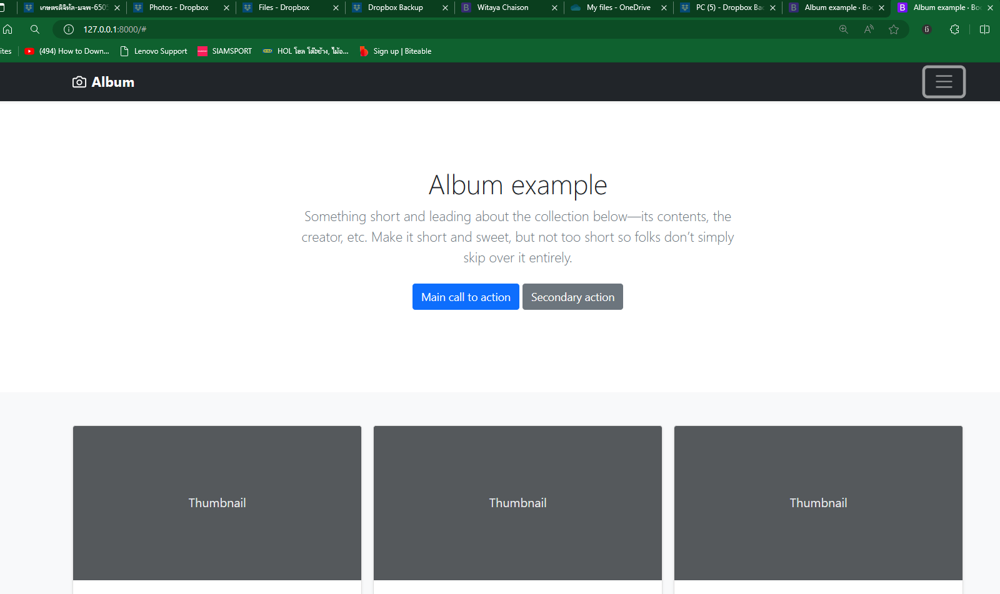 เกษตรดิจิทัล-มจพ-650
Photos - Dropbox
Files - Dropbox
Dropbox Backup
Witaya Chaison
My files - OneDrive
PC (5) - Dropbox Ba
Album example · Bo
Album example · Bo
127.0.0.1:8000/#
ites
(494) How to Down...
Lenovo Support
SIAMSPORT
HOL โฮล โต๊ะช้าง, ไม้อ...
Sign up | Biteable
Album
Album example
Something short and leading about the collection below—its contents, the
creator, etc. Make it short and sweet, but not too short so folks don’t simply
skip over it entirely.
Main call to action
Secondary action
Thumbnail
Thumbnail
Thumbnail